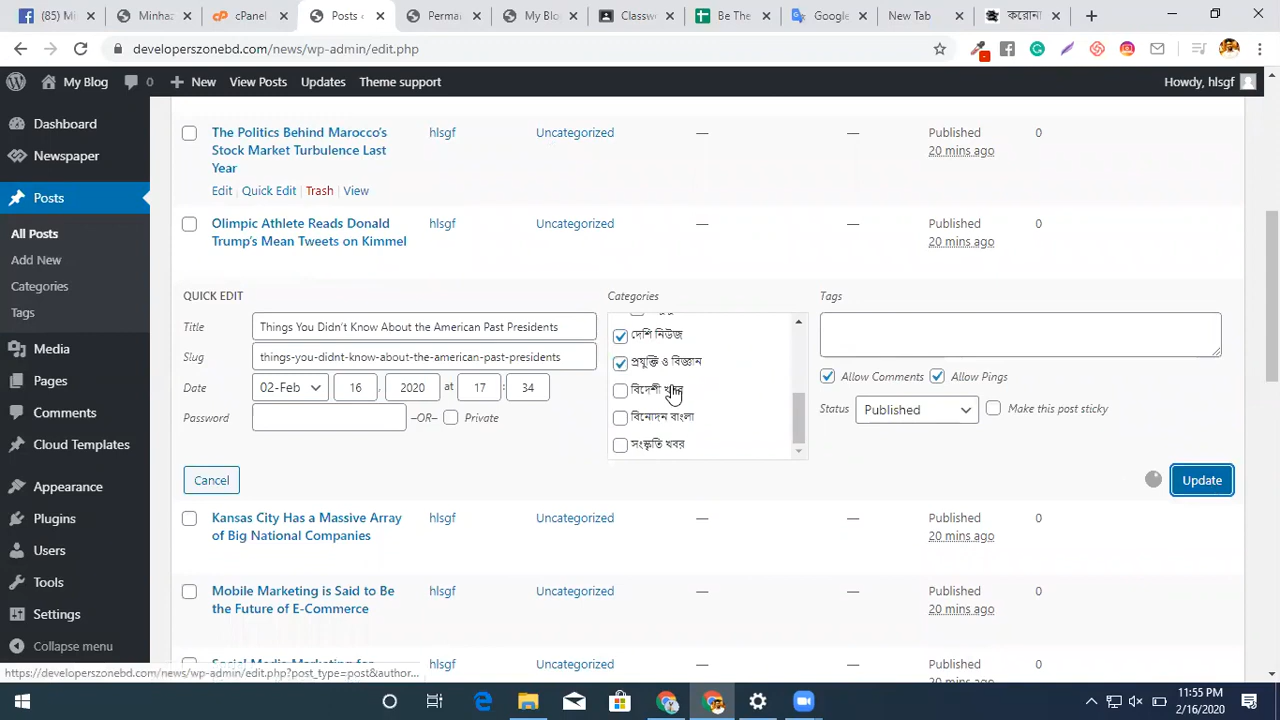 (85) Mi
Minhaz
cPanel
Posts ‹
Perma
My Blo
Classw
Be The
Google
New Tab
করোনা
developerszonebd.com/news/wp-admin/edit.php
My Blog 0 New View Posts Updates Theme support Howdy, hlsgf
Dashboard
Newspaper
Posts
All Posts
Add New
Categories
Tags
Media
Pages
Comments
Cloud Templates
Appearance
Plugins
Users
Tools
Settings
Collapse menu
The Politics Behind Marocco's hlsgf Uncategorized — — Published 0
Stock Market Turbulence Last 20 mins ago
Year
Edit | Quick Edit | Trash | View
Olimpic Athlete Reads Donald hlsgf Uncategorized — — Published 0
Trump's Mean Tweets on Kimmel 20 mins ago
QUICK EDIT
Title Things You Didn't Know About the American Past Presidents
Slug things-you-didnt-know-about-the-american-past-presidents
Date 02-Feb 16 2020 at 17 : 34
Password –OR– Private
Categories
দেশি নিউজ
প্রযুক্তি ও বিজ্ঞান
বিদেশী
বিনোদন বাংলা
সংস্কৃতি খবর
Tags
Allow Comments Allow Pings
Status Published Make this post sticky
Cancel Update
Kansas City Has a Massive Array hlsgf Uncategorized — — Published 0
of Big National Companies 20 mins ago
Mobile Marketing is Said to Be hlsgf Uncategorized — — Published 0
the Future of E-Commerce 20 mins ago
Social Media Marketing for hlsgf Uncategorized — — Published 0
https://developerszonebd.com/news/wp-admin/edit.php?post_type=post&author...
11:55 PM
2/16/2020